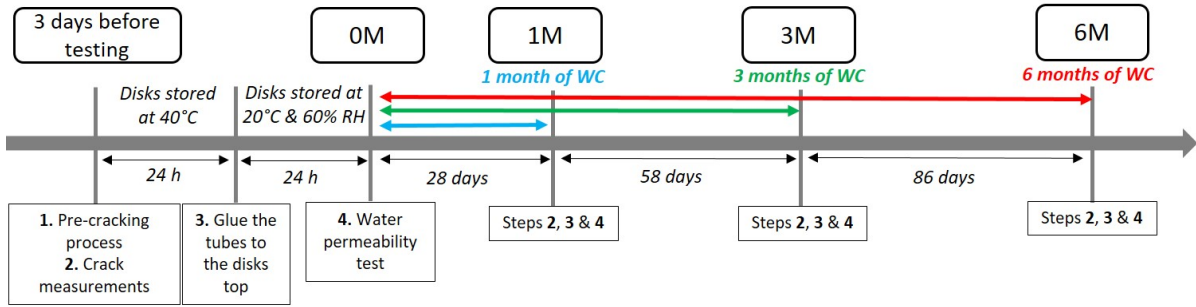 3 days before
testing
0M
1M
3M
6M
1 month of WC
3 months of WC
6 months of WC
Disks stored
at 40°C
Disks stored at
20°C & 60% RH
24 h
24 h
28 days
58 days
86 days
1. Pre-cracking
process
2. Crack
measurements
3. Glue the
tubes to
the disks
top
4. Water
permeability
test
Steps 2, 3 & 4
Steps 2, 3 & 4
Steps 2, 3 & 4